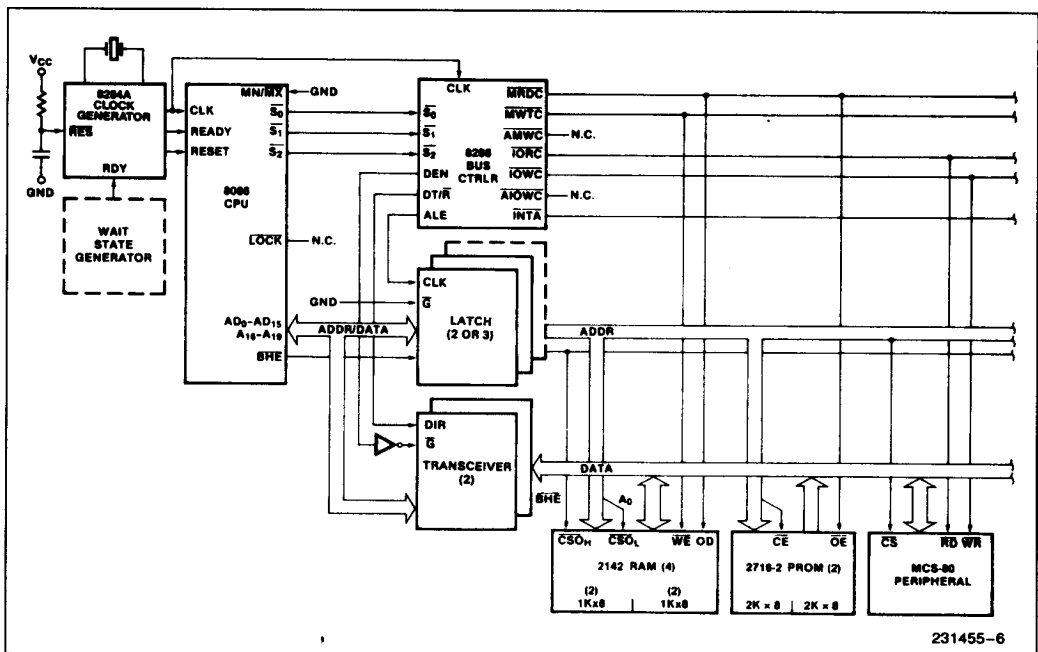 VCC
8284A
CLOCK
GENERATOR
RES
RDY
GND
WAIT
STATE
GENERATOR
MN/MX
GND
CLK
READY
RESET
S0
S1
S2
8086
CPU
LOCK
N.C.
AD0-AD15
A16-A19
BHE
ADDR/DATA
CLK
S0
S1
S2
DEN
DT/R
ALE
8288
BUS
CTRLR
MRDC
MWTC
AMWC
N.C.
IORC
IOWC
AIOWC
N.C.
INTA
CLK
GND
G
LATCH
(2 OR 3)
ADDR
DIR
G
TRANSCEIVER
(2)
DATA
BHE
A0
CSOH
CSOL
WE
OD
2142 RAM (4)
(2)
1Kx8
(2)
1Kx8
CE
OE
2716-2 PROM (2)
2K × 8
2K × 8
CS
RD
WR
MCS-80
PERIPHERAL
231455-6